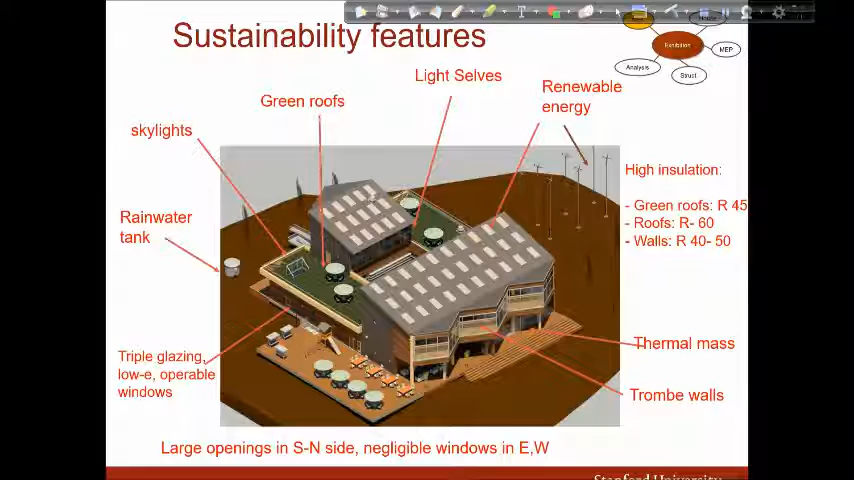 Sustainability features
House
Exhibition
MEP
Analysis
Struct
Light Selves
Renewable
energy
Green roofs
skylights
High insulation:
- Green roofs: R 45
- Roofs: R- 60
- Walls: R 40- 50
Rainwater
tank
Thermal mass
Triple glazing,
low-e, operable
windows
Trombe walls
Large openings in S-N side, negligible windows in E,W
Stanford University